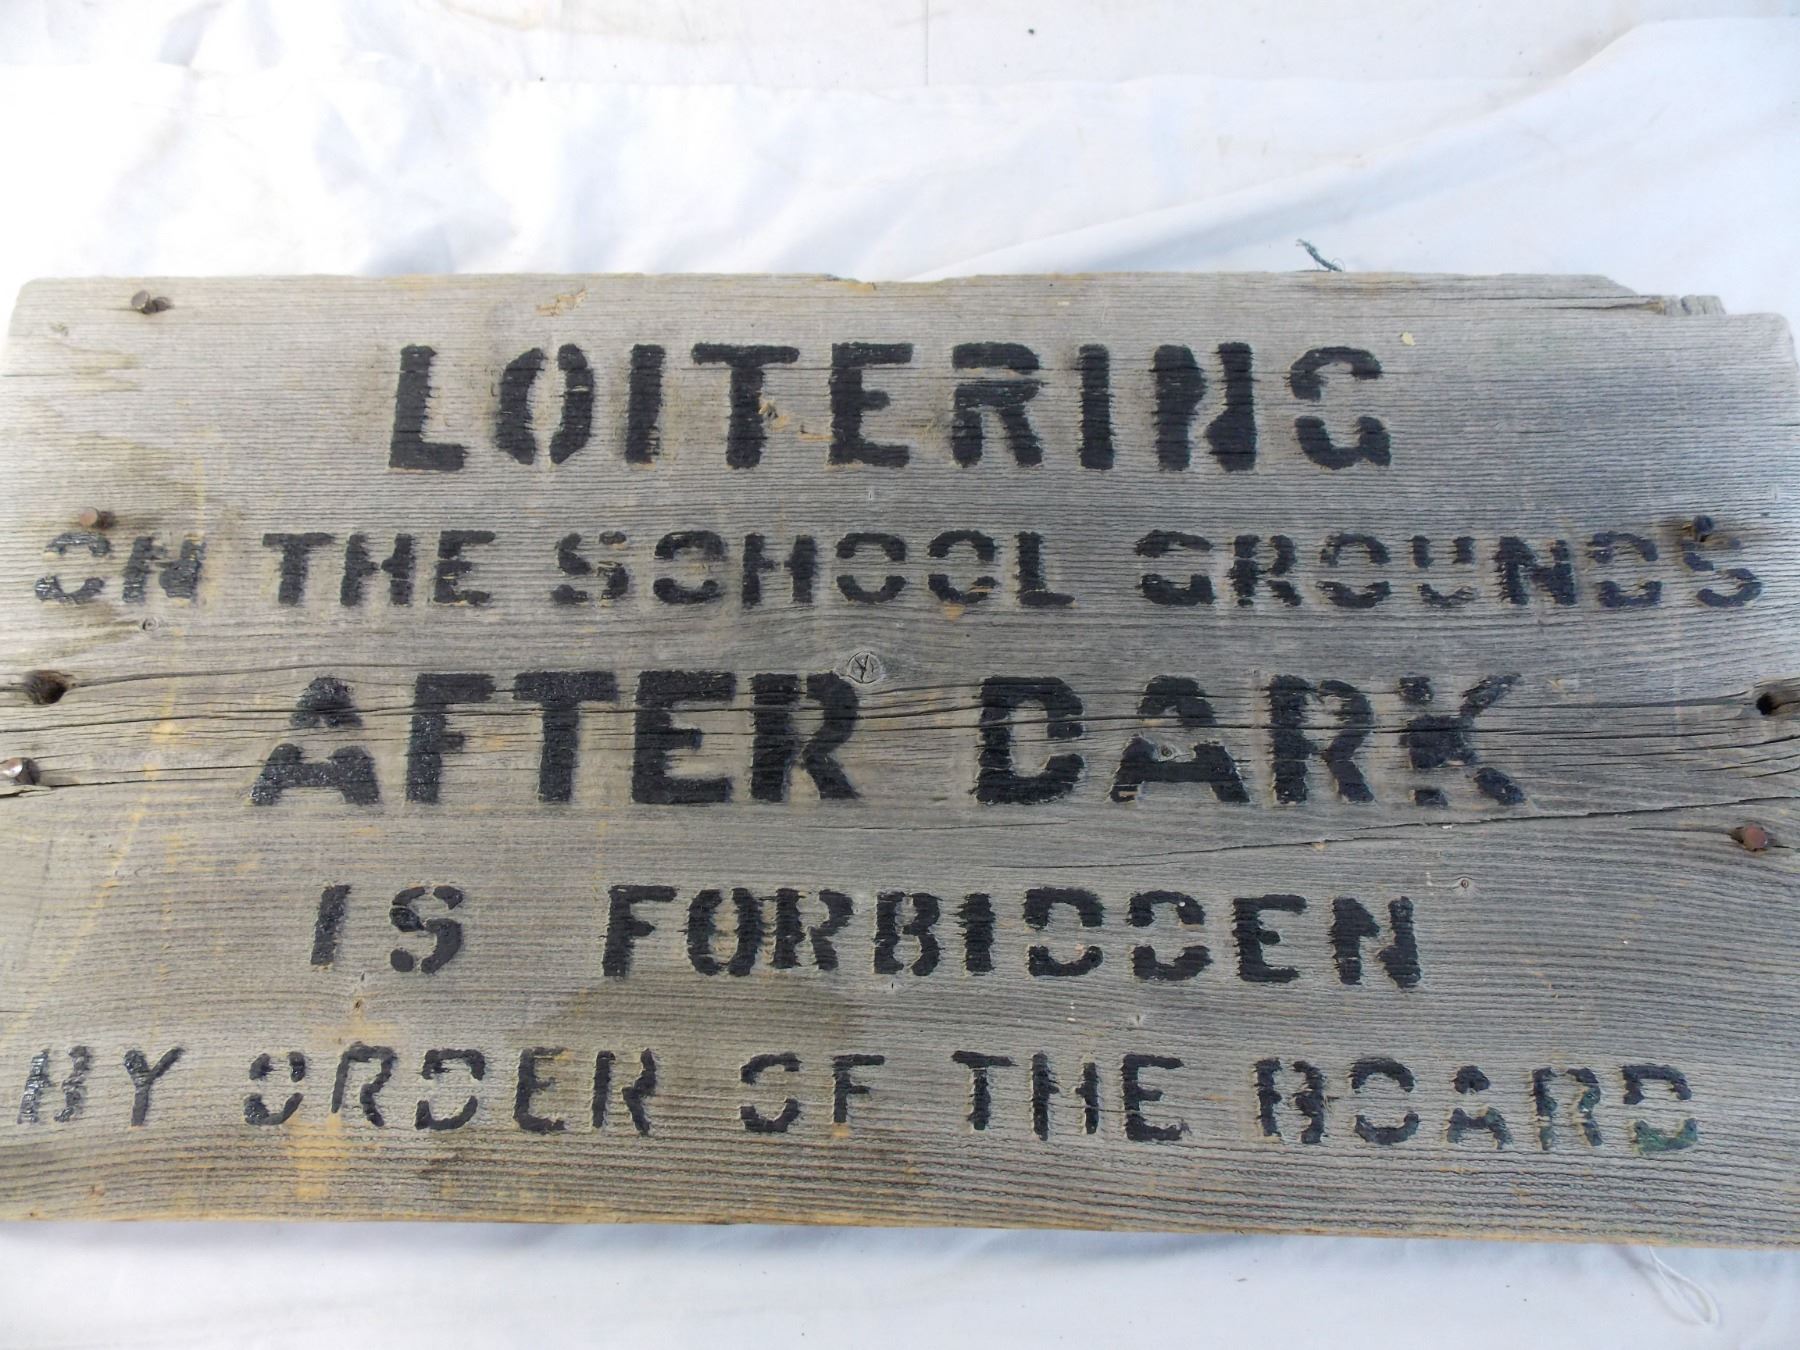 LOITERING
ON THE SCHOOL GROUNDS
AFTER DARK
IS FORBIDDEN
BY ORDER OF THE BOARD